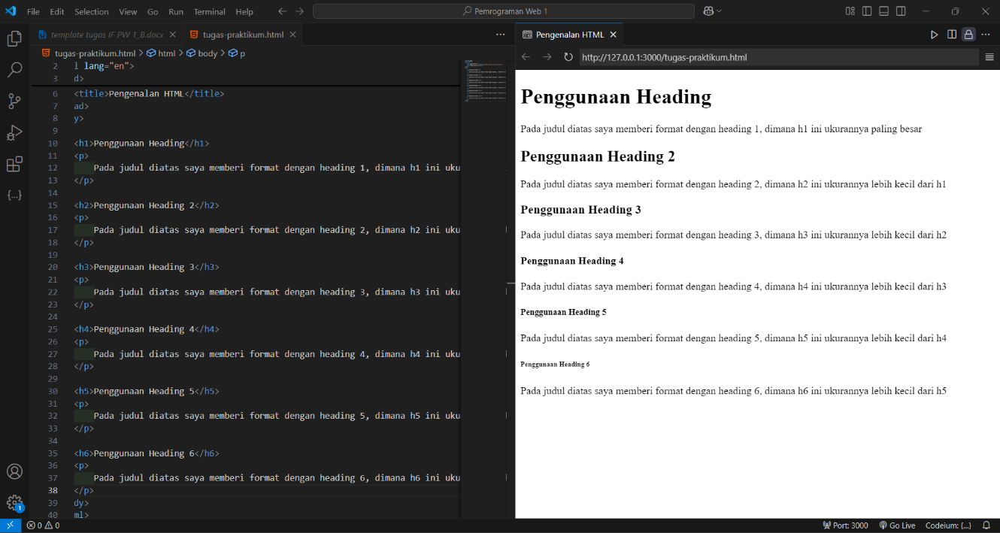 File Edit Selection View Go Run Terminal Help Pemrograman Web 1
template tugas IF PW 1_B.docx tugas-praktikum.html
tugas-praktikum.html > html > body > p
2 l lang="en">
3 d>
6 <title>Pengenalan HTML</title>
7 ad>
8 y>
9
10 <h1>Penggunaan Heading</h1>
11 <p>
12 Pada judul diatas saya memberi format dengan heading 1, dimana h1 ini uku
13 </p>
14
15 <h2>Penggunaan Heading 2</h2>
16 <p>
17 Pada judul diatas saya memberi format dengan heading 2, dimana h2 ini uku
18 </p>
19
20 <h3>Penggunaan Heading 3</h3>
21 <p>
22 Pada judul diatas saya memberi format dengan heading 3, dimana h3 ini uku
23 </p>
24
25 <h4>Penggunaan Heading 4</h4>
26 <p>
27 Pada judul diatas saya memberi format dengan heading 4, dimana h4 ini uku
28 </p>
29
30 <h5>Penggunaan Heading 5</h5>
31 <p>
32 Pada judul diatas saya memberi format dengan heading 5, dimana h5 ini uku
33 </p>
34
35 <h6>Penggunaan Heading 6</h6>
36 <p>
37 Pada judul diatas saya memberi format dengan heading 6, dimana h6 ini uku
38 </p>
39 dy>
40 ml>
Pengenalan HTML
http://127.0.0.1:3000/tugas-praktikum.html
Penggunaan Heading
Pada judul diatas saya memberi format dengan heading 1, dimana h1 ini ukurannya paling besar
Penggunaan Heading 2
Pada judul diatas saya memberi format dengan heading 2, dimana h2 ini ukurannya lebih kecil dari h1
Penggunaan Heading 3
Pada judul diatas saya memberi format dengan heading 3, dimana h3 ini ukurannya lebih kecil dari h2
Penggunaan Heading 4
Pada judul diatas saya memberi format dengan heading 4, dimana h4 ini ukurannya lebih kecil dari h3
Penggunaan Heading 5
Pada judul diatas saya memberi format dengan heading 5, dimana h5 ini ukurannya lebih kecil dari h4
Penggunaan Heading 6
Pada judul diatas saya memberi format dengan heading 6, dimana h6 ini ukurannya lebih kecil dari h5
1
0 0 Port: 3000 Go Live Codeium: {...}